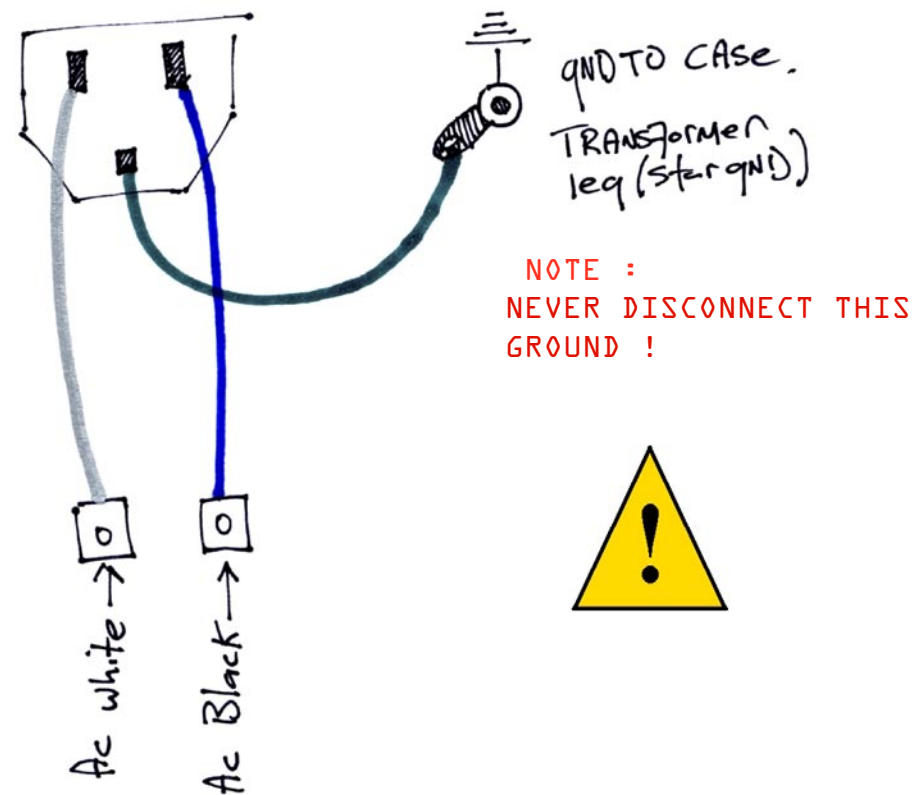 GND TO CASE.
TRANSformer
leg (Star GND)
NOTE :
NEVER DISCONNECT THIS
GROUND !
!
Ac white →
Ac Black →